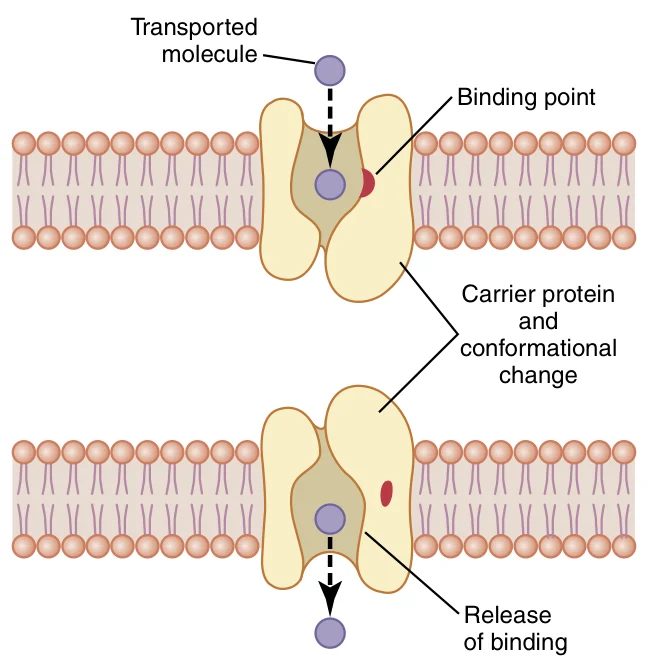 Transported
molecule
Binding point
Carrier protein
and
conformational
change
Release
of binding